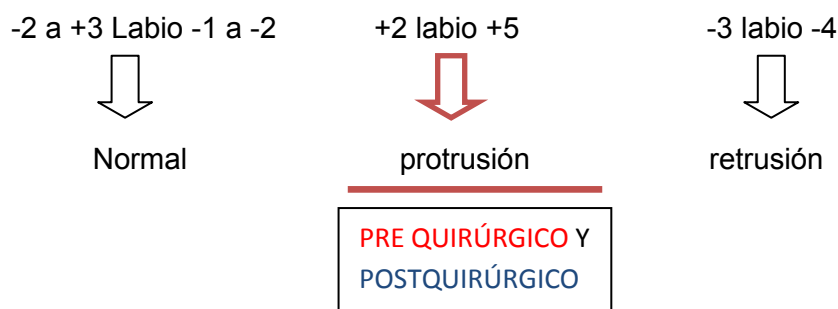 -2 a +3 Labio -1 a -2 +2 labio +5 -3 labio -4
Normal protrusión retrusión
PRE QUIRÚRGICO Y
POSTQUIRÚRGICO